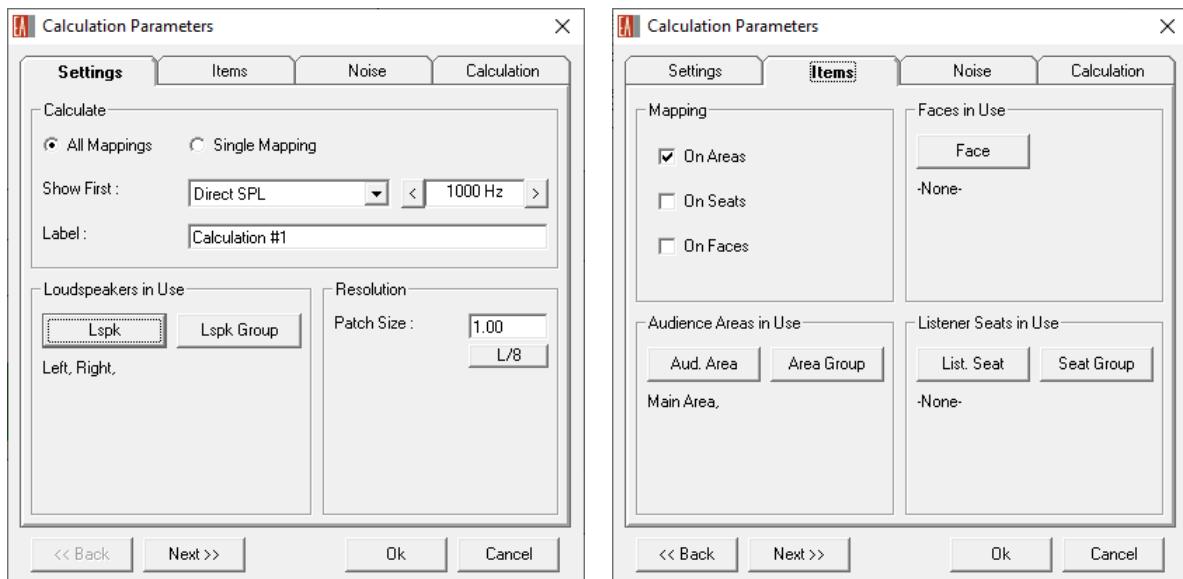 EA Calculation Parameters
Settings Items Noise Calculation
Calculate
All Mappings Single Mapping
Show First : Direct SPL < 1000 Hz >
Label : Calculation #1
Loudspeakers in Use
Lspk Lspk Group
Left, Right,
Resolution
Patch Size : 1.00
L/8
<< Back Next >> Ok Cancel
EA Calculation Parameters
Settings Items Noise Calculation
Mapping
On Areas
On Seats
On Faces
Faces in Use
Face
-None-
Audience Areas in Use
Aud. Area Area Group
Main Area,
Listener Seats in Use
List. Seat Seat Group
-None-
<< Back Next >> Ok Cancel